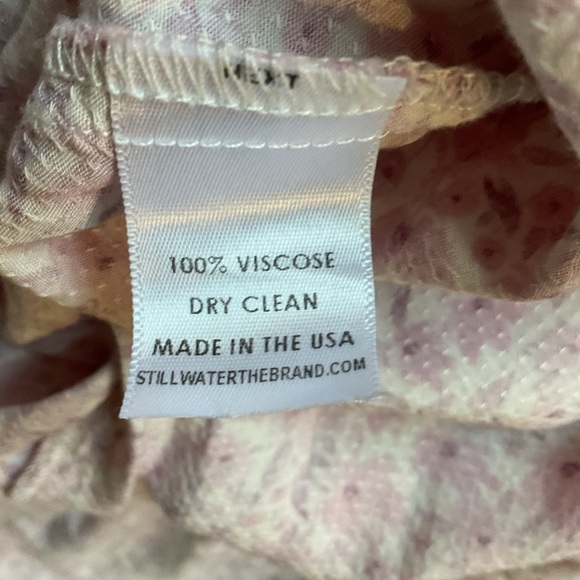 100% VISCOSE
DRY CLEAN
MADE IN THE USA
STILLWATERTHEBRAND.COM